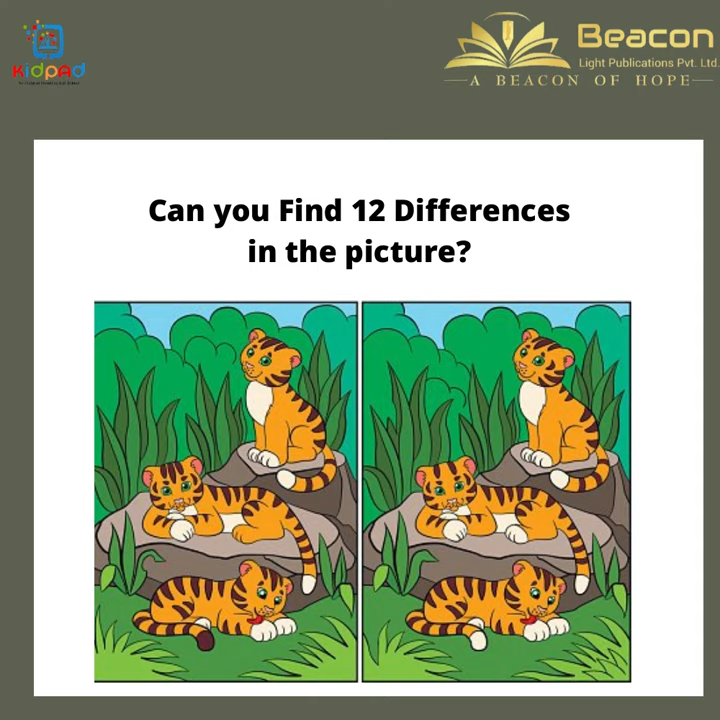 KidpAd
Beacon
Light Publications Pvt. Ltd.
A BEACON OF HOPE
Can you Find 12 Differences
in the picture?